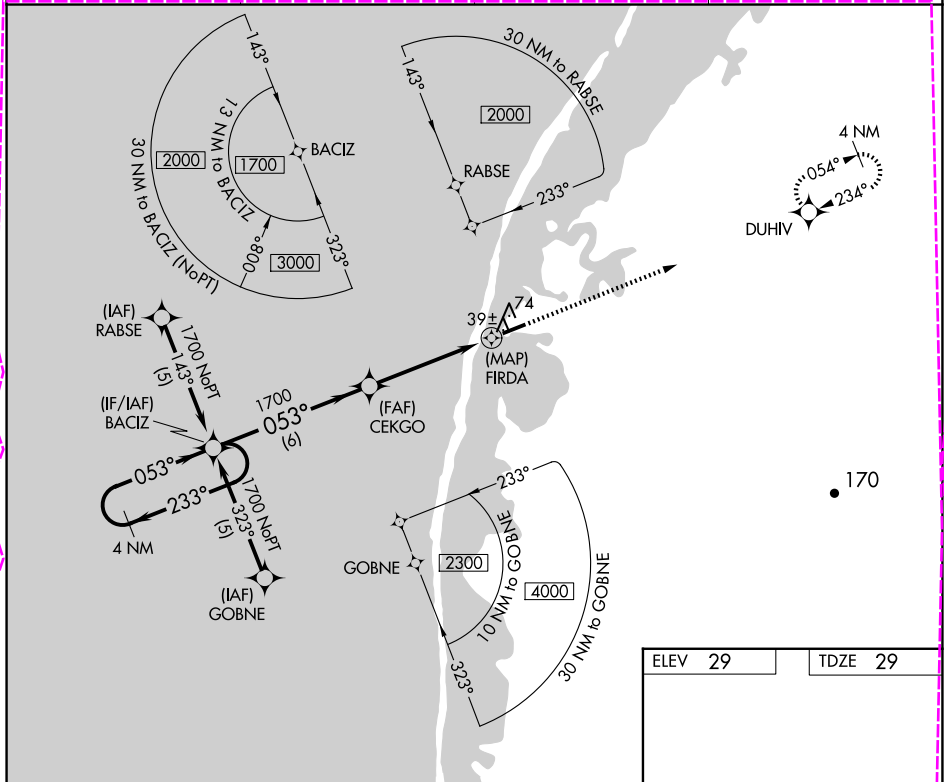 143°
30 NM to BACIZ (NoPT)
2000
13 NM to BACIZ
1700
BACIZ
008°
3000
323°
143°
30 NM to RABSE
2000
RABSE
233°
4 NM
054°
234°
DUHIV
(IAF)
RABSE
1700 NoPT
143°
(5)
(IF/IAF)
BACIZ
1700
053°
(6)
(FAF)
CEKGO
39±
74
(MAP)
FIRDA
053°
233°
4 NM
1700 NoPT
323°
(5)
(IAF)
GOBNE
233°
GOBNE
2300
10 NM to GOBNE
4000
30 NM to GOBNE
323°
170
ELEV 29
TDZE 29